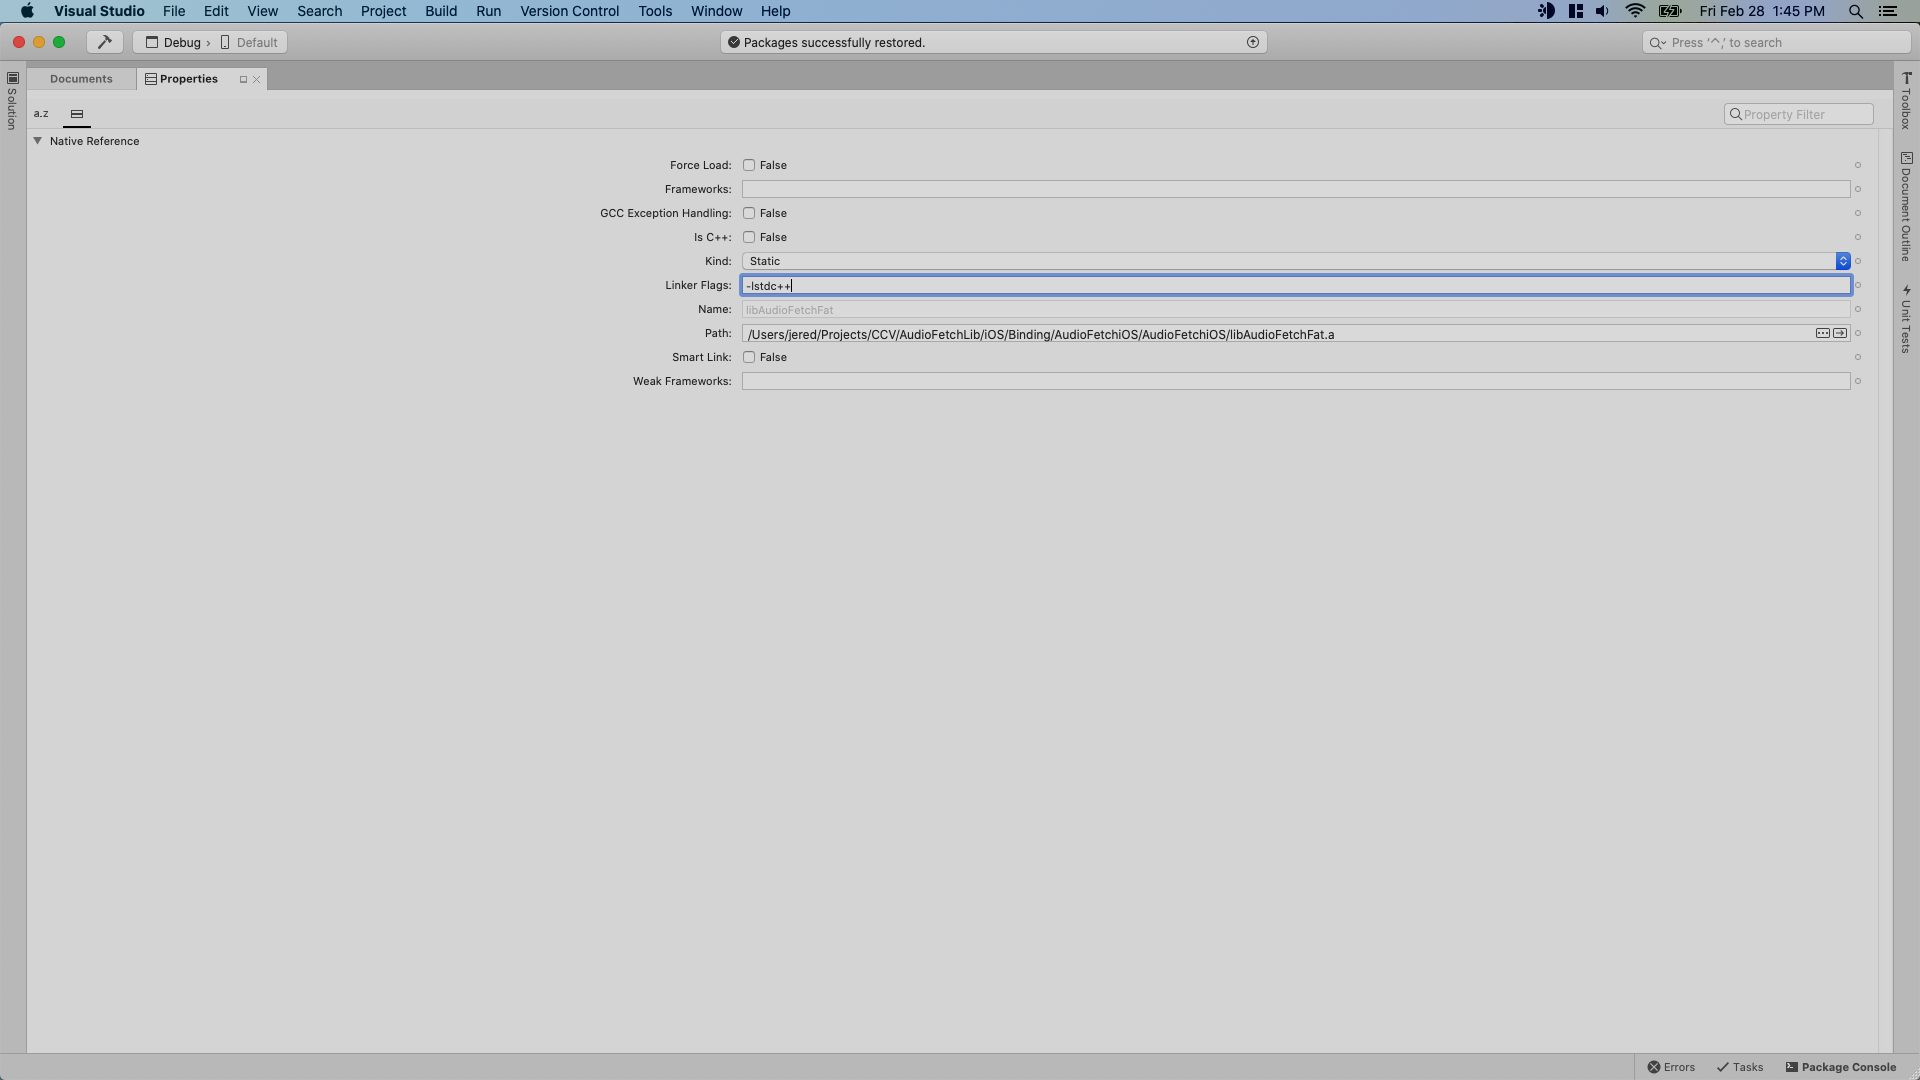 Visual Studio File Edit View Search Project Build Run Version Control Tools Window Help Fri Feb 28 1:45 PM
Debug › Default Packages successfully restored. Press '^,' to search
Documents Properties
a.z Property Filter
Native Reference
Force Load: False
Frameworks:
GCC Exception Handling: False
Is C++: False
Kind: Static
Linker Flags: -lstdc++
Name: libAudioFetchFat
Path: /Users/jered/Projects/CCV/AudioFetchLib/iOS/Binding/AudioFetchiOS/AudioFetchiOS/libAudioFetchFat.a
Smart Link: False
Weak Frameworks:
Solution
Toolbox
Document Outline
Unit Tests
Errors Tasks Package Console